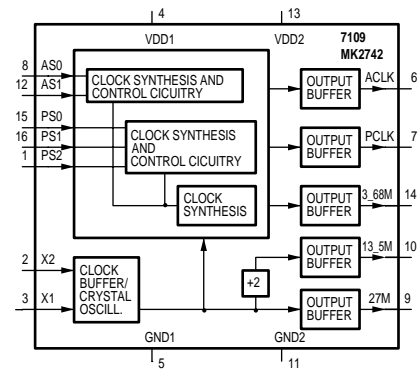 4
13
VDD1
VDD2
7109
MK2742
8
AS0
12
AS1
CLOCK SYNTHESIS AND
CONTROL CICUITRY
OUTPUT
BUFFER
ACLK
6
15
PS0
16
PS1
1
PS2
CLOCK SYNTHESIS
AND
CONTROL CICUITRY
OUTPUT
BUFFER
PCLK
7
CLOCK
SYNTHESIS
OUTPUT
BUFFER
3_68M
14
2
X2
3
X1
CLOCK
BUFFER/
CRYSTAL
OSCILL.
OUTPUT
BUFFER
13_5M
10
+2
OUTPUT
BUFFER
27M
9
GND1
GND2
5
11